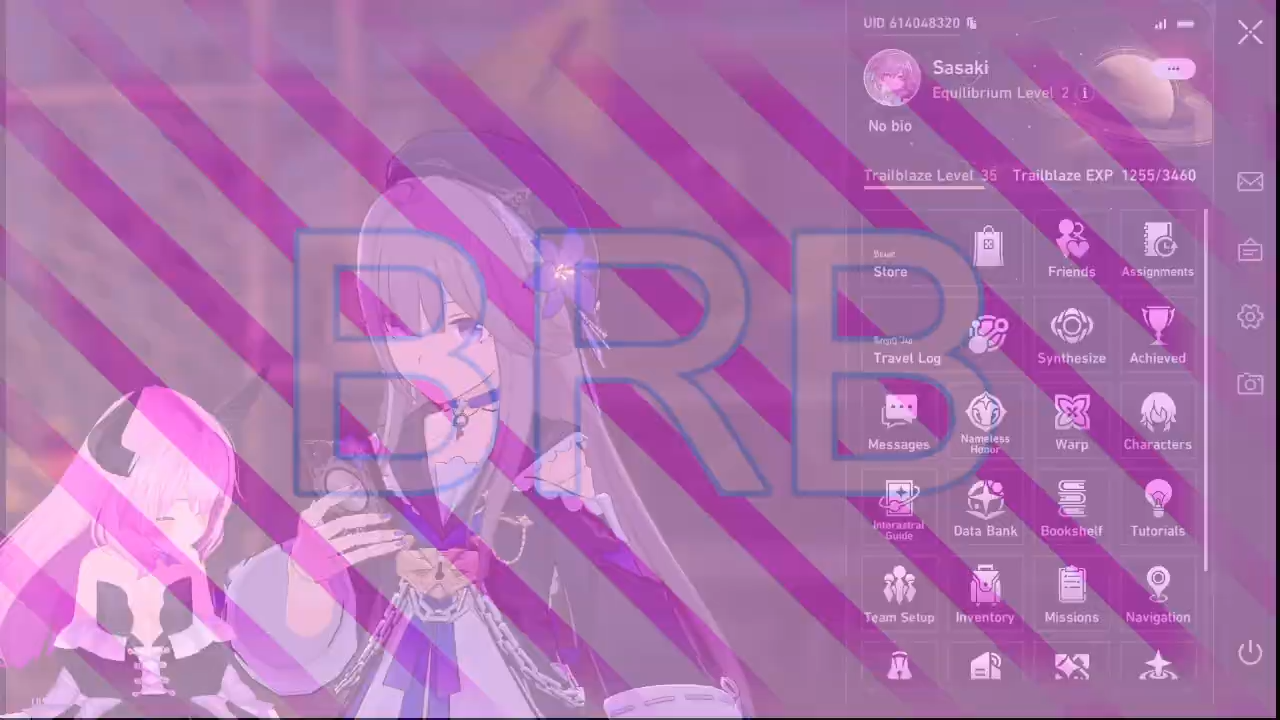 UID 614048320
Sasaki
Equilibrium Level 2
No bio
Trailblaze Level 35 Trailblaze EXP 1255/3460
BRB
Store
Friends
Assignments
Travel Log
Synthesize
Achieved
Messages
Nameless Honor
Warp
Characters
Interastral Guide
Data Bank
Bookshelf
Tutorials
Team Setup
Inventory
Missions
Navigation